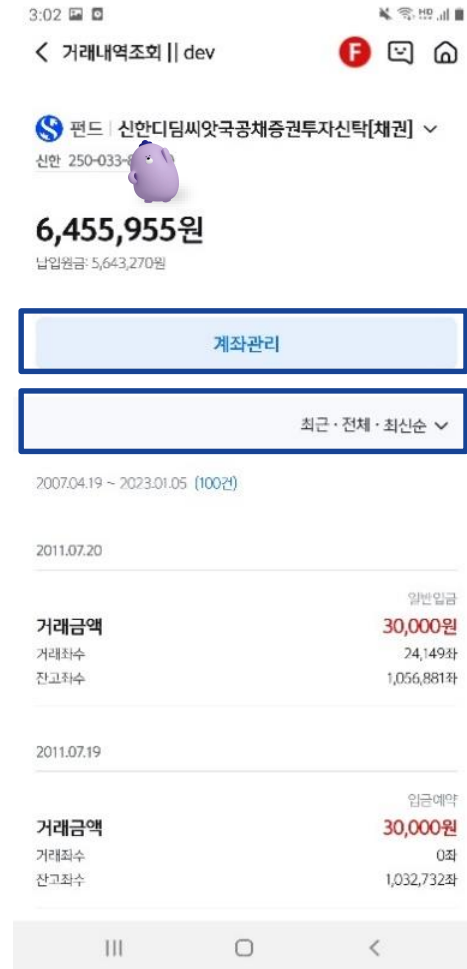 3:02
거래내역조회 || dev
F
펀드 | 신한디딤씨앗국공채증권투자신탁[채권]
신한 250-033-
6,455,955원
납입원금: 5,643,270원
계좌관리
최근 · 전체 · 최신순
2007.04.19 ~ 2023.01.05 (100건)
2011.07.20
일반입금
거래금액 30,000원
거래좌수 24,149좌
잔고좌수 1,056,881좌
2011.07.19
입금예약
거래금액 30,000원
거래좌수 0좌
잔고좌수 1,032,732좌